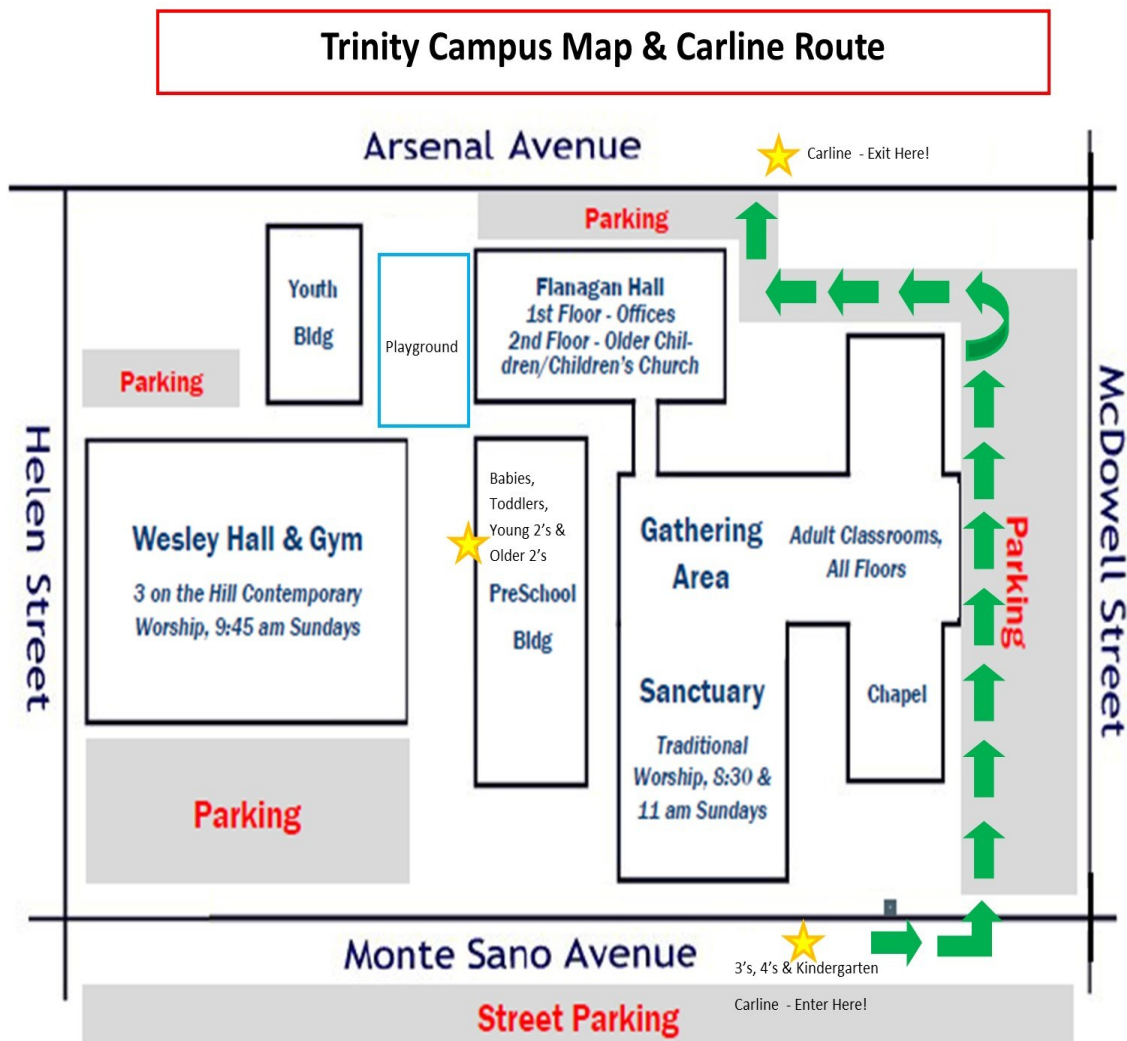 Trinity Campus Map & Carline Route
Arsenal Avenue
Carline - Exit Here!
Parking
Youth
Bldg
Playground
Flanagan Hall
1st Floor - Offices
2nd Floor - Older Chil-
dren/Children's Church
Parking
Helen Street
McDowell Street
Wesley Hall & Gym
3 on the Hill Contemporary
Worship, 9:45 am Sundays
Babies,
Toddlers,
Young 2's &
Older 2's
PreSchool
Bldg
Gathering
Area
Adult Classrooms,
All Floors
Parking
Sanctuary
Traditional
Worship, 8:30 &
11 am Sundays
Chapel
Parking
Monte Sano Avenue
3's, 4's & Kindergarten
Carline - Enter Here!
Street Parking